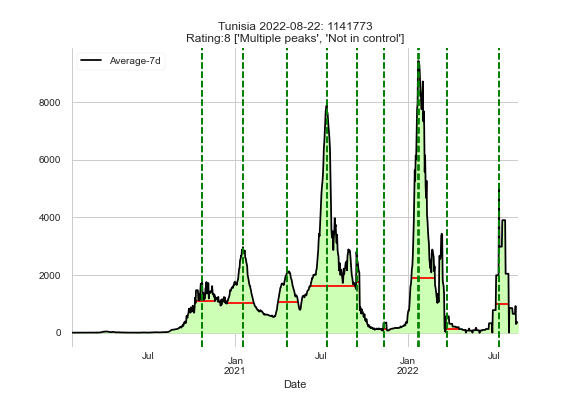 Tunisia 2022-08-22: 1141773
Rating:8 ['Multiple peaks', 'Not in control']
Average-7d
8000
6000
4000
2000
0
Jul
Jan
2021
Jul
Jan
2022
Jul
Date